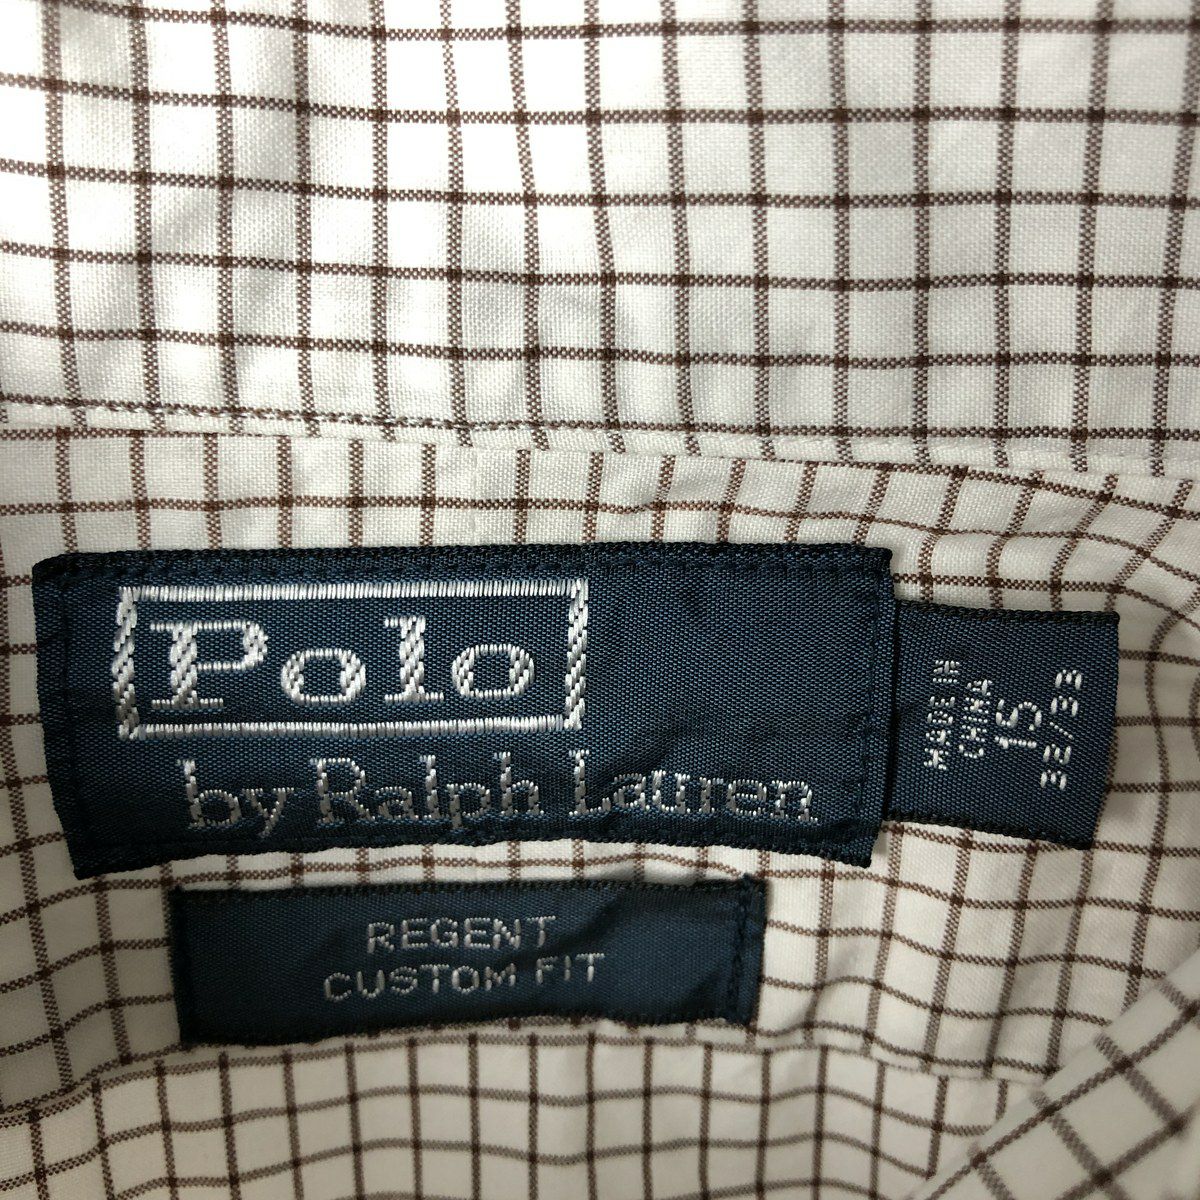 Polo
by Ralph Lauren
MADE IN
CHINA
15
32/33
REGENT
CUSTOM FIT